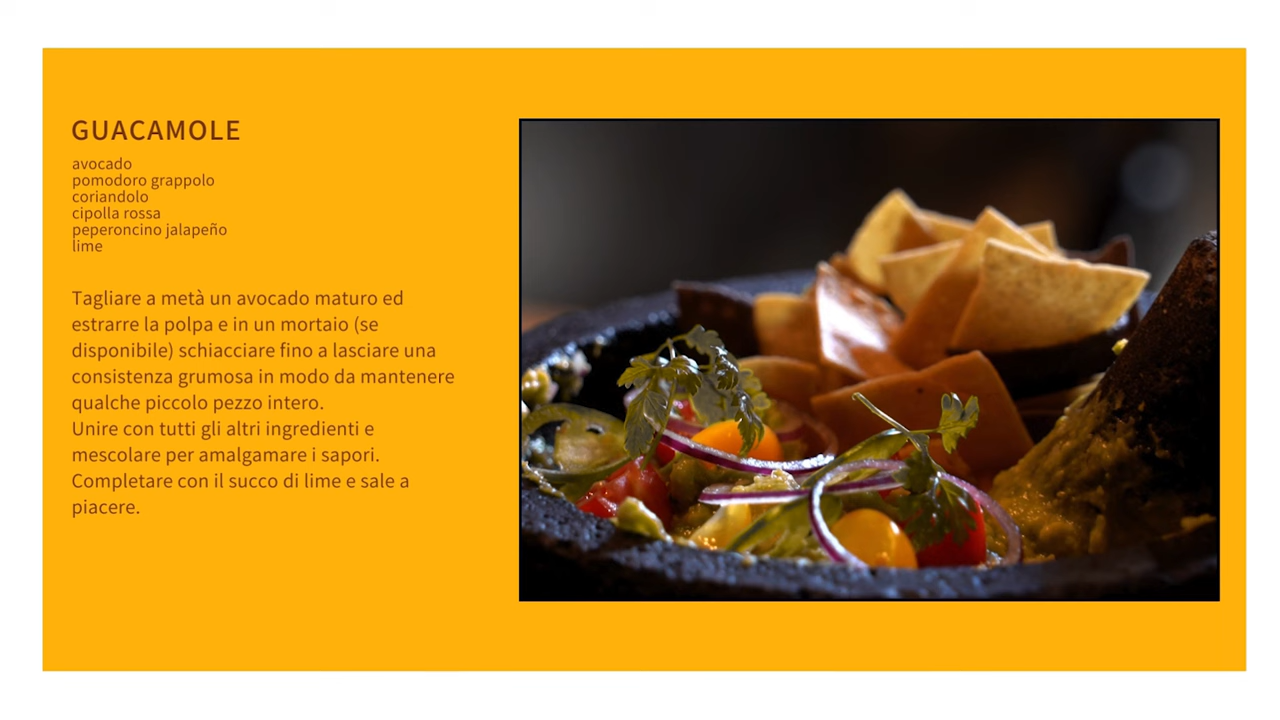 GUACAMOLE
avocado
pomodoro grappolo
coriandolo
cipolla rossa
peperoncino jalapeño
lime
Tagliare a metà un avocado maturo ed
estrarre la polpa e in un mortaio (se
disponibile) schiacciare fino a lasciare una
consistenza grumosa in modo da mantenere
qualche piccolo pezzo intero.
Unire con tutti gli altri ingredienti e
mescolare per amalgamare i sapori.
Completare con il succo di lime e sale a
piacere.